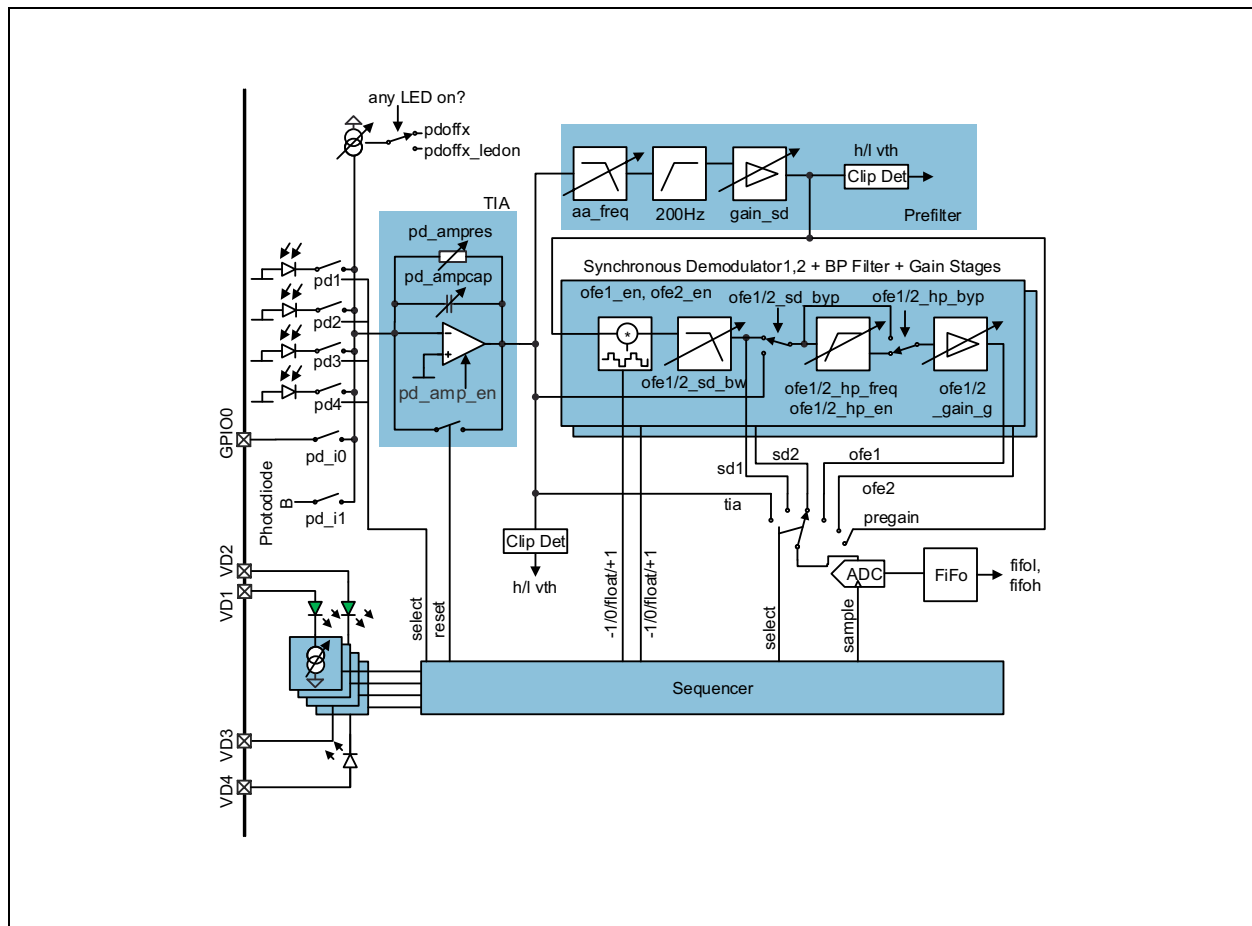 any LED on?
pdoffx
pdoffx_ledon
h/l vth
Clip Det
aa_freq
200Hz
gain_sd
Prefilter
TIA
pd_ampres
pd_ampcap
pd_amp_en
pd1
pd2
pd3
pd4
GPIO0
pd_i0
Photodiode
B
pd_i1
Synchronous Demodulator1,2 + BP Filter + Gain Stages
ofe1_en, ofe2_en
ofe1/2_sd_byp
ofe1/2_hp_byp
*
ofe1/2_sd_bw
ofe1/2_hp_freq
ofe1/2_hp_en
ofe1/2
_gain_g
sd1
sd2
ofe1
ofe2
tia
pregain
Clip Det
h/l vth
ADC
FiFo
fifol,
fifoh
VD2
VD1
select
reset
-1/0/float/+1
-1/0/float/+1
select
sample
Sequencer
VD3
VD4